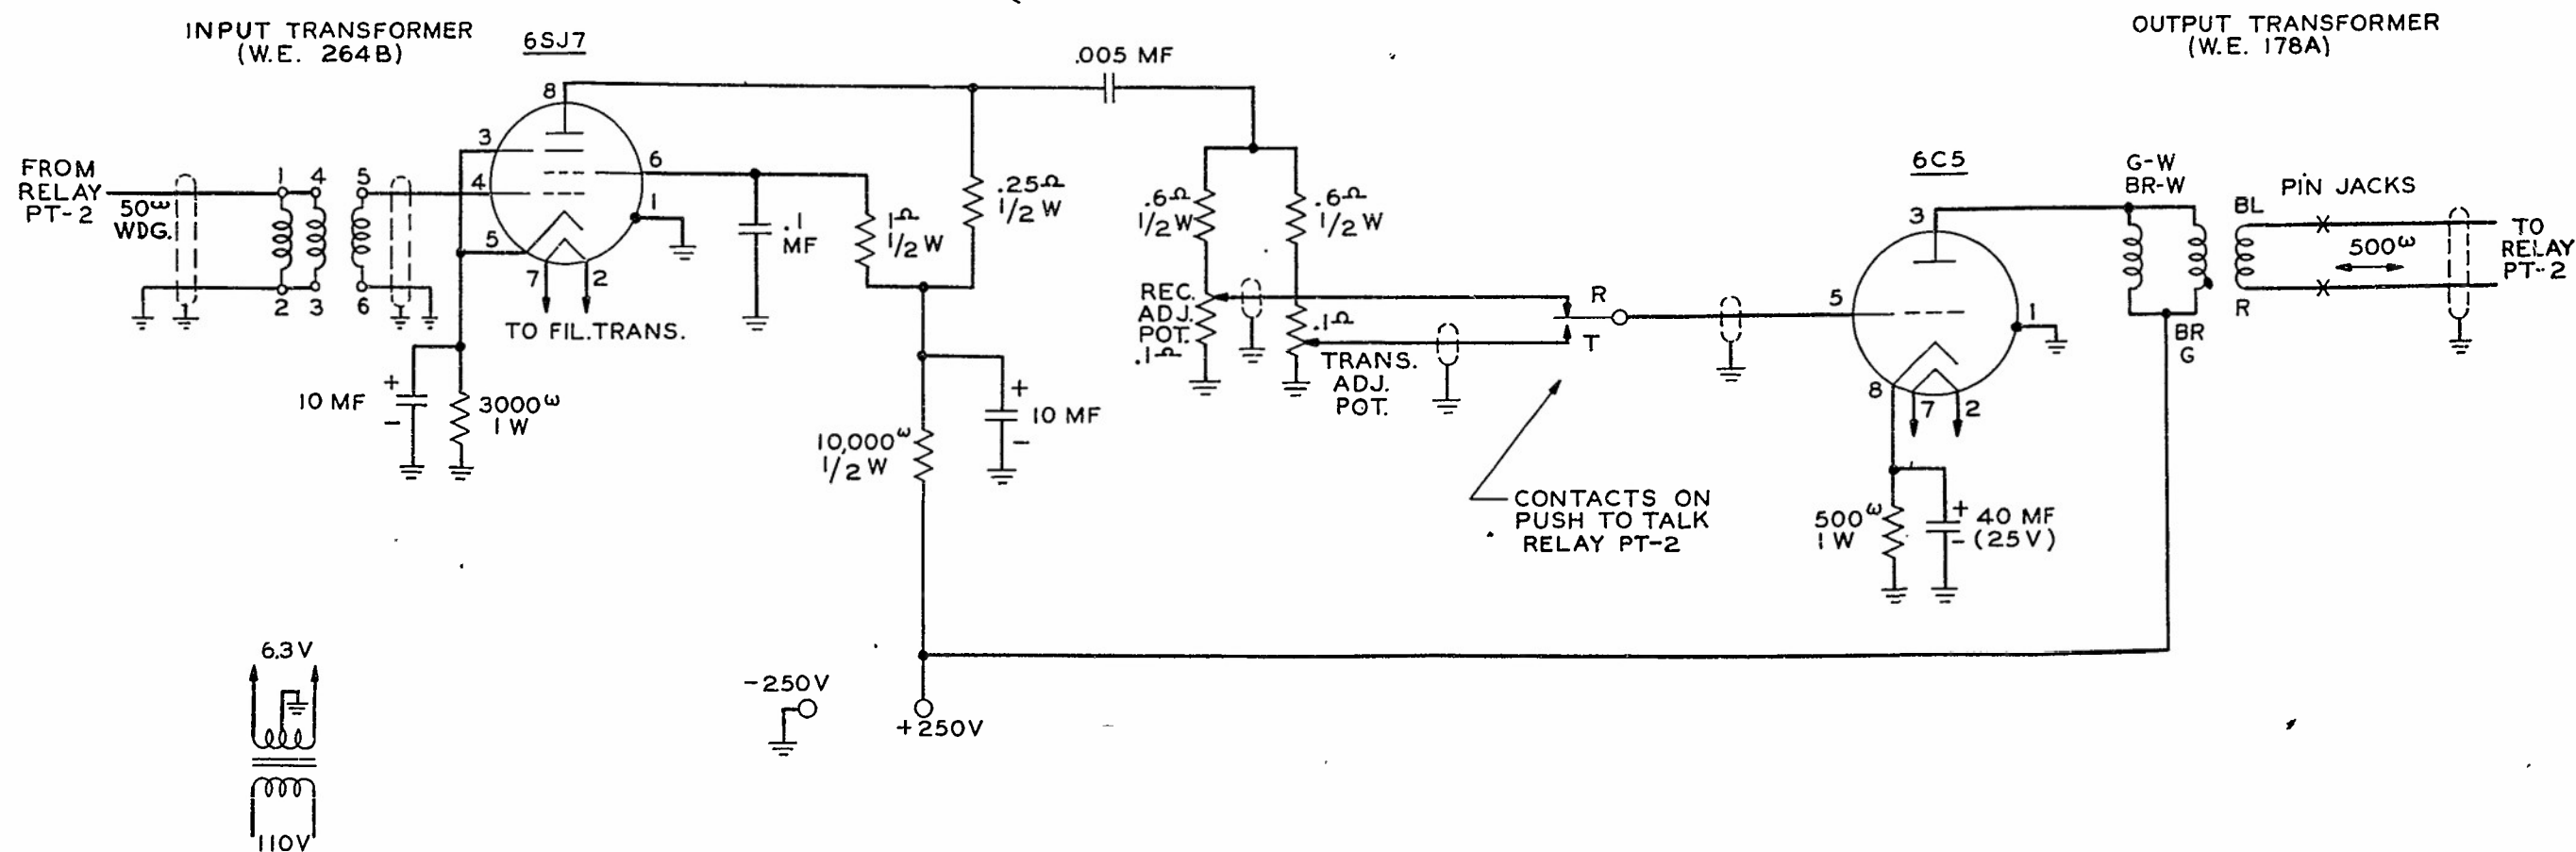 INPUT TRANSFORMER
(W.E. 264B)
6SJ7
.005 MF
OUTPUT TRANSFORMER
(W.E. 178A)
FROM
RELAY
PT-2
50ω
WDG.
1
4
5
2
3
6
8
3
4
5
6
1
7
2
TO FIL.TRANS.
10 MF
+
-
3000ω
1 W
.1
MF
1Ω
1/2 W
.25Ω
1/2 W
10,000ω
1/2 W
+
10 MF
-
.6Ω
1/2 W
.6Ω
1/2 W
REC.
ADJ.
POT.
.1Ω
.1Ω
TRANS.
ADJ.
POT.
R
T
CONTACTS ON
PUSH TO TALK
RELAY PT-2
6C5
3
5
1
8
7
2
500ω
1 W
+
40 MF
-
(25V)
G-W
BR-W
BR
G
BL
R
PIN JACKS
500ω
TO
RELAY
PT-2
6.3V
110V
-250V
+250V